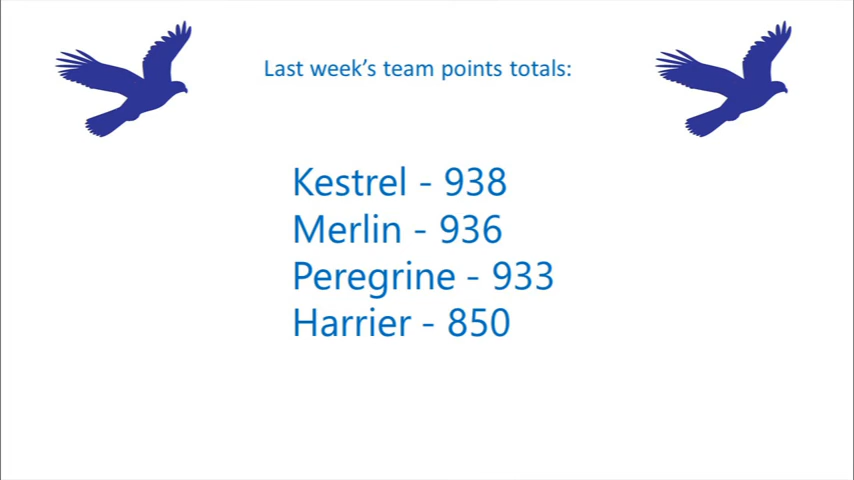 Last week’s team points totals:
Kestrel - 938
Merlin - 936
Peregrine - 933
Harrier - 850